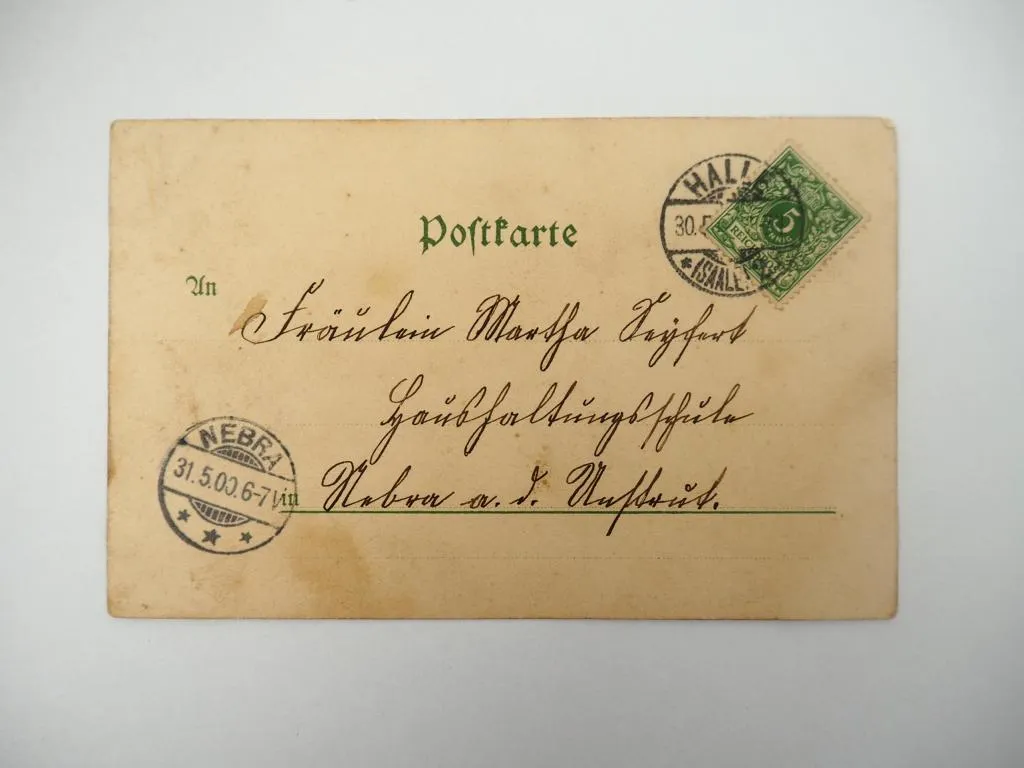 Postkarte
HALLE
30.5
(SAALE)
5
REICHSPOST
An
Fräulein Martha Seyfert
Haushaltungsschule
in Nebra a. d. Unstrut.
NEBRA
31.5.00.6-7